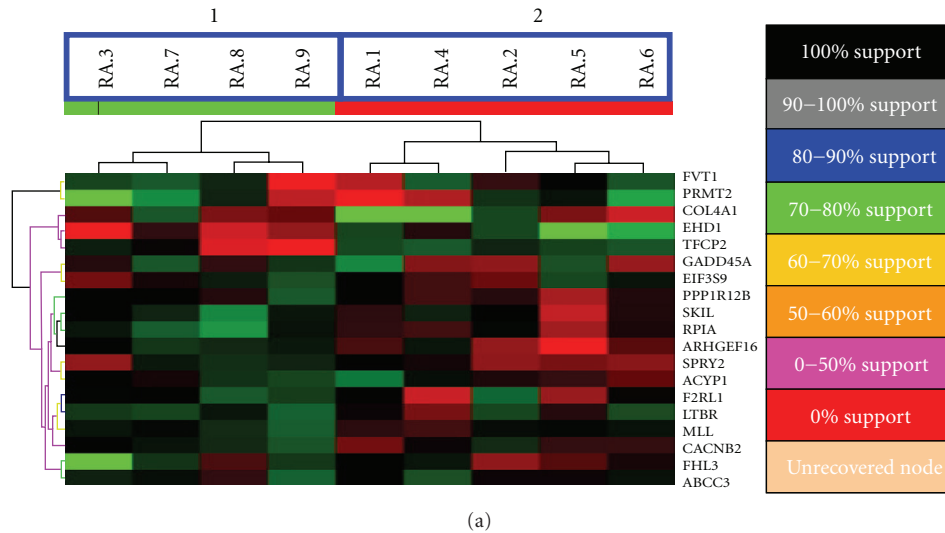 1 2
RA.3 RA.7 RA.8 RA.9 RA.1 RA.4 RA.2 RA.5 RA.6
FVT1
PRMT2
COL4A1
EHD1
TFCP2
GADD45A
EIF3S9
PPP1R12B
SKIL
RPIA
ARHGEF16
SPRY2
ACYP1
F2RL1
LTBR
MLL
CACNB2
FHL3
ABCC3
100% support
90–100% support
80–90% support
70–80% support
60–70% support
50–60% support
0–50% support
0% support
Unrecovered node
(a)